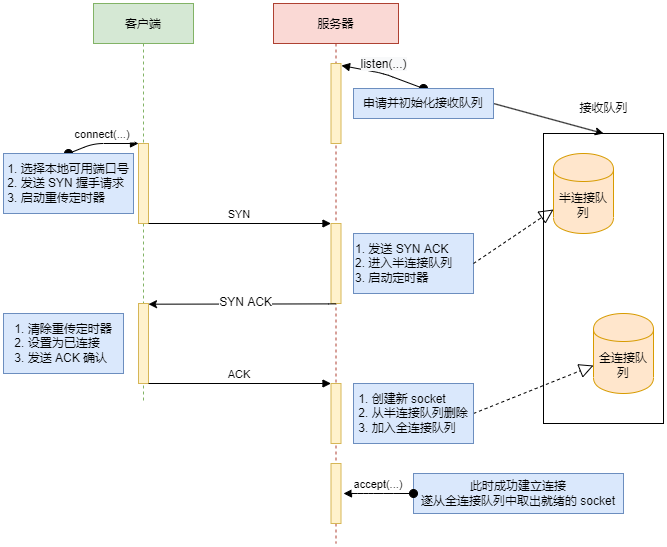 客户端
服务器
listen(...)
申请并初始化接收队列
接收队列
connect(...)
1. 选择本地可用端口号
2. 发送 SYN 握手请求
3. 启动重传定时器
半连接队
列
SYN
1. 发送 SYN ACK
2. 进入半连接队列
3. 启动定时器
SYN ACK
1. 清除重传定时器
2. 设置为已连接
3. 发送 ACK 确认
全连接队
列
ACK
1. 创建新 socket
2. 从半连接队列删除
3. 加入全连接队列
accept(...)
此时成功建立连接
遂从全连接队列中取出就绪的 socket